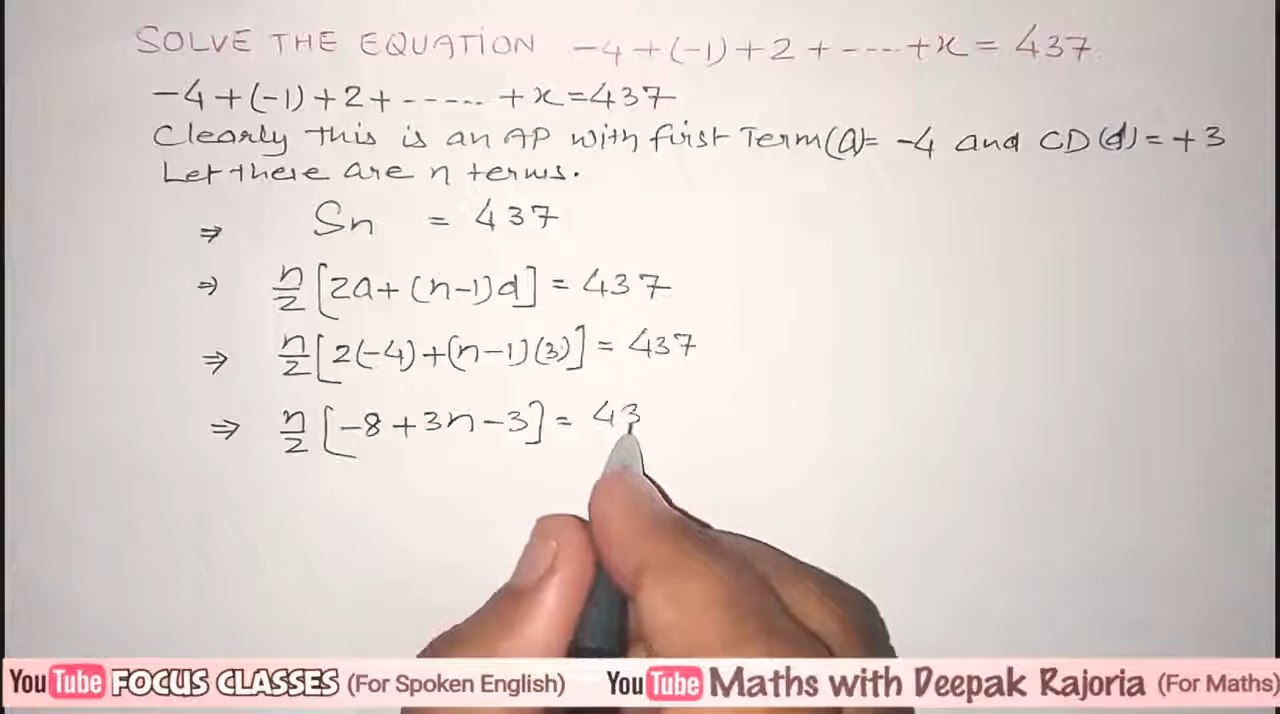 SOLVE THE EQUATION -4+(-1)+2+----+x=437
-4+(-1)+2+------+x=437
Clearly this is an AP with first Term(a)= -4 and CD(d)=+3
Let there are n terms.
⇒ Sn = 437
⇒ n/2[2a+(n-1)d]=437
⇒ n/2[2(-4)+(n-1)(3)]=437
⇒ n/2[-8+3n-3]= 43
YouTube FOCUS CLASSES (For Spoken English) YouTube Maths with Deepak Rajoria (For Maths)